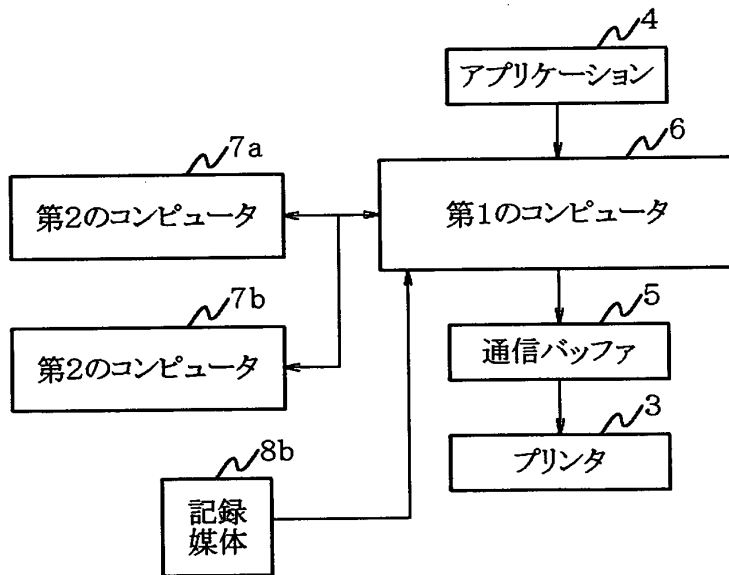 4
アプリケーション
6
7a
第2のコンピュータ
第1のコンピュータ
7b
5
第2のコンピュータ
通信バッファ
3
8b
プリンタ
記録
媒体